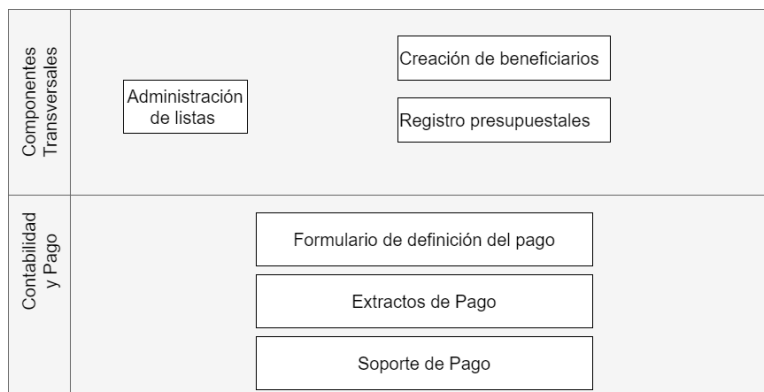 Componentes
Transversales
Administración
de listas
Creación de beneficiarios
Registro presupuestales
Contabilidad
y Pago
Formulario de definición del pago
Extractos de Pago
Soporte de Pago